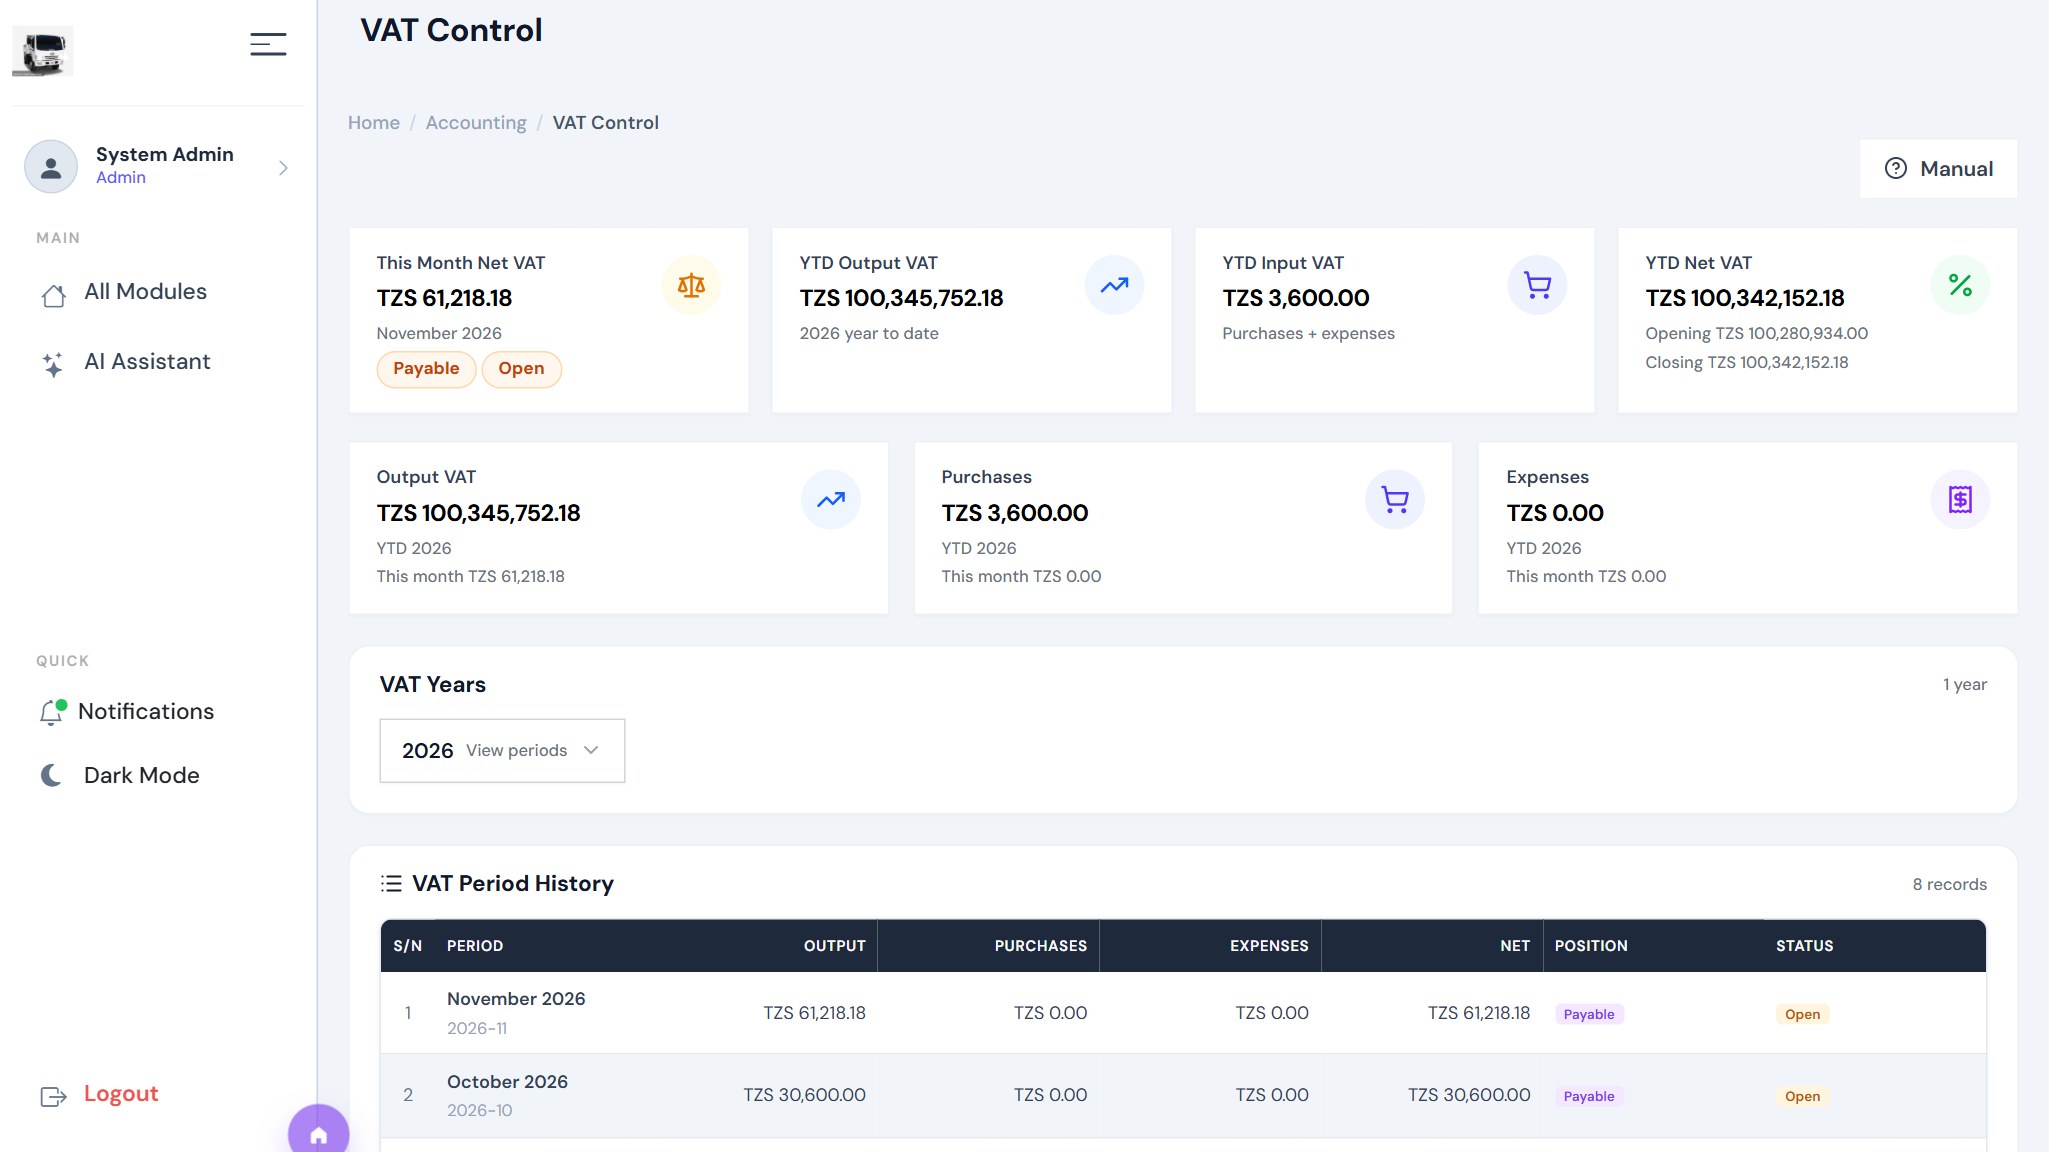 VAT Control
Home / Accounting / VAT Control
Manual
System Admin
Admin
MAIN
All Modules
AI Assistant
QUICK
Notifications
Dark Mode
Logout
This Month Net VAT
TZS 61,218.18
November 2026
Payable Open
YTD Output VAT
TZS 100,345,752.18
2026 year to date
YTD Input VAT
TZS 3,600.00
Purchases + expenses
YTD Net VAT
TZS 100,342,152.18
Opening TZS 100,280,934.00
Closing TZS 100,342,152.18
Output VAT
TZS 100,345,752.18
YTD 2026
This month TZS 61,218.18
Purchases
TZS 3,600.00
YTD 2026
This month TZS 0.00
Expenses
TZS 0.00
YTD 2026
This month TZS 0.00
VAT Years
1 year
2026 View periods
VAT Period History
8 records
S/N PERIOD OUTPUT PURCHASES EXPENSES NET POSITION STATUS
1 November 2026 TZS 61,218.18 TZS 0.00 TZS 0.00 TZS 61,218.18 Payable Open
2026-11
2 October 2026 TZS 30,600.00 TZS 0.00 TZS 0.00 TZS 30,600.00 Payable Open
2026-10